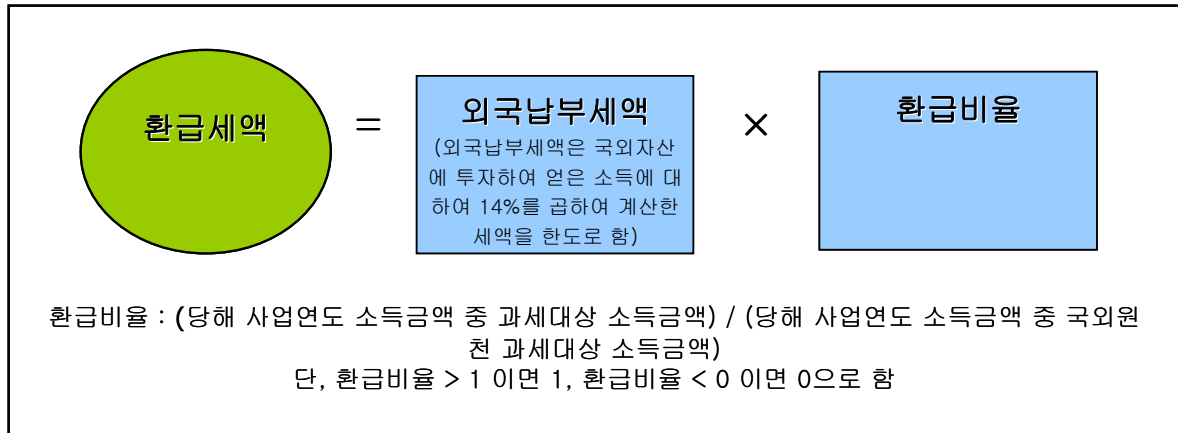 환급세액
=
외국납부세액
(외국납부세액은 국외자산
에 투자하여 얻은 소득에 대
하여 14%를 곱하여 계산한
세액을 한도로 함)
×
환급비율
환급비율 : (당해 사업연도 소득금액 중 과세대상 소득금액) / (당해 사업연도 소득금액 중 국외원
천 과세대상 소득금액)
단, 환급비율 > 1 이면 1, 환급비율 < 0 이면 0으로 함